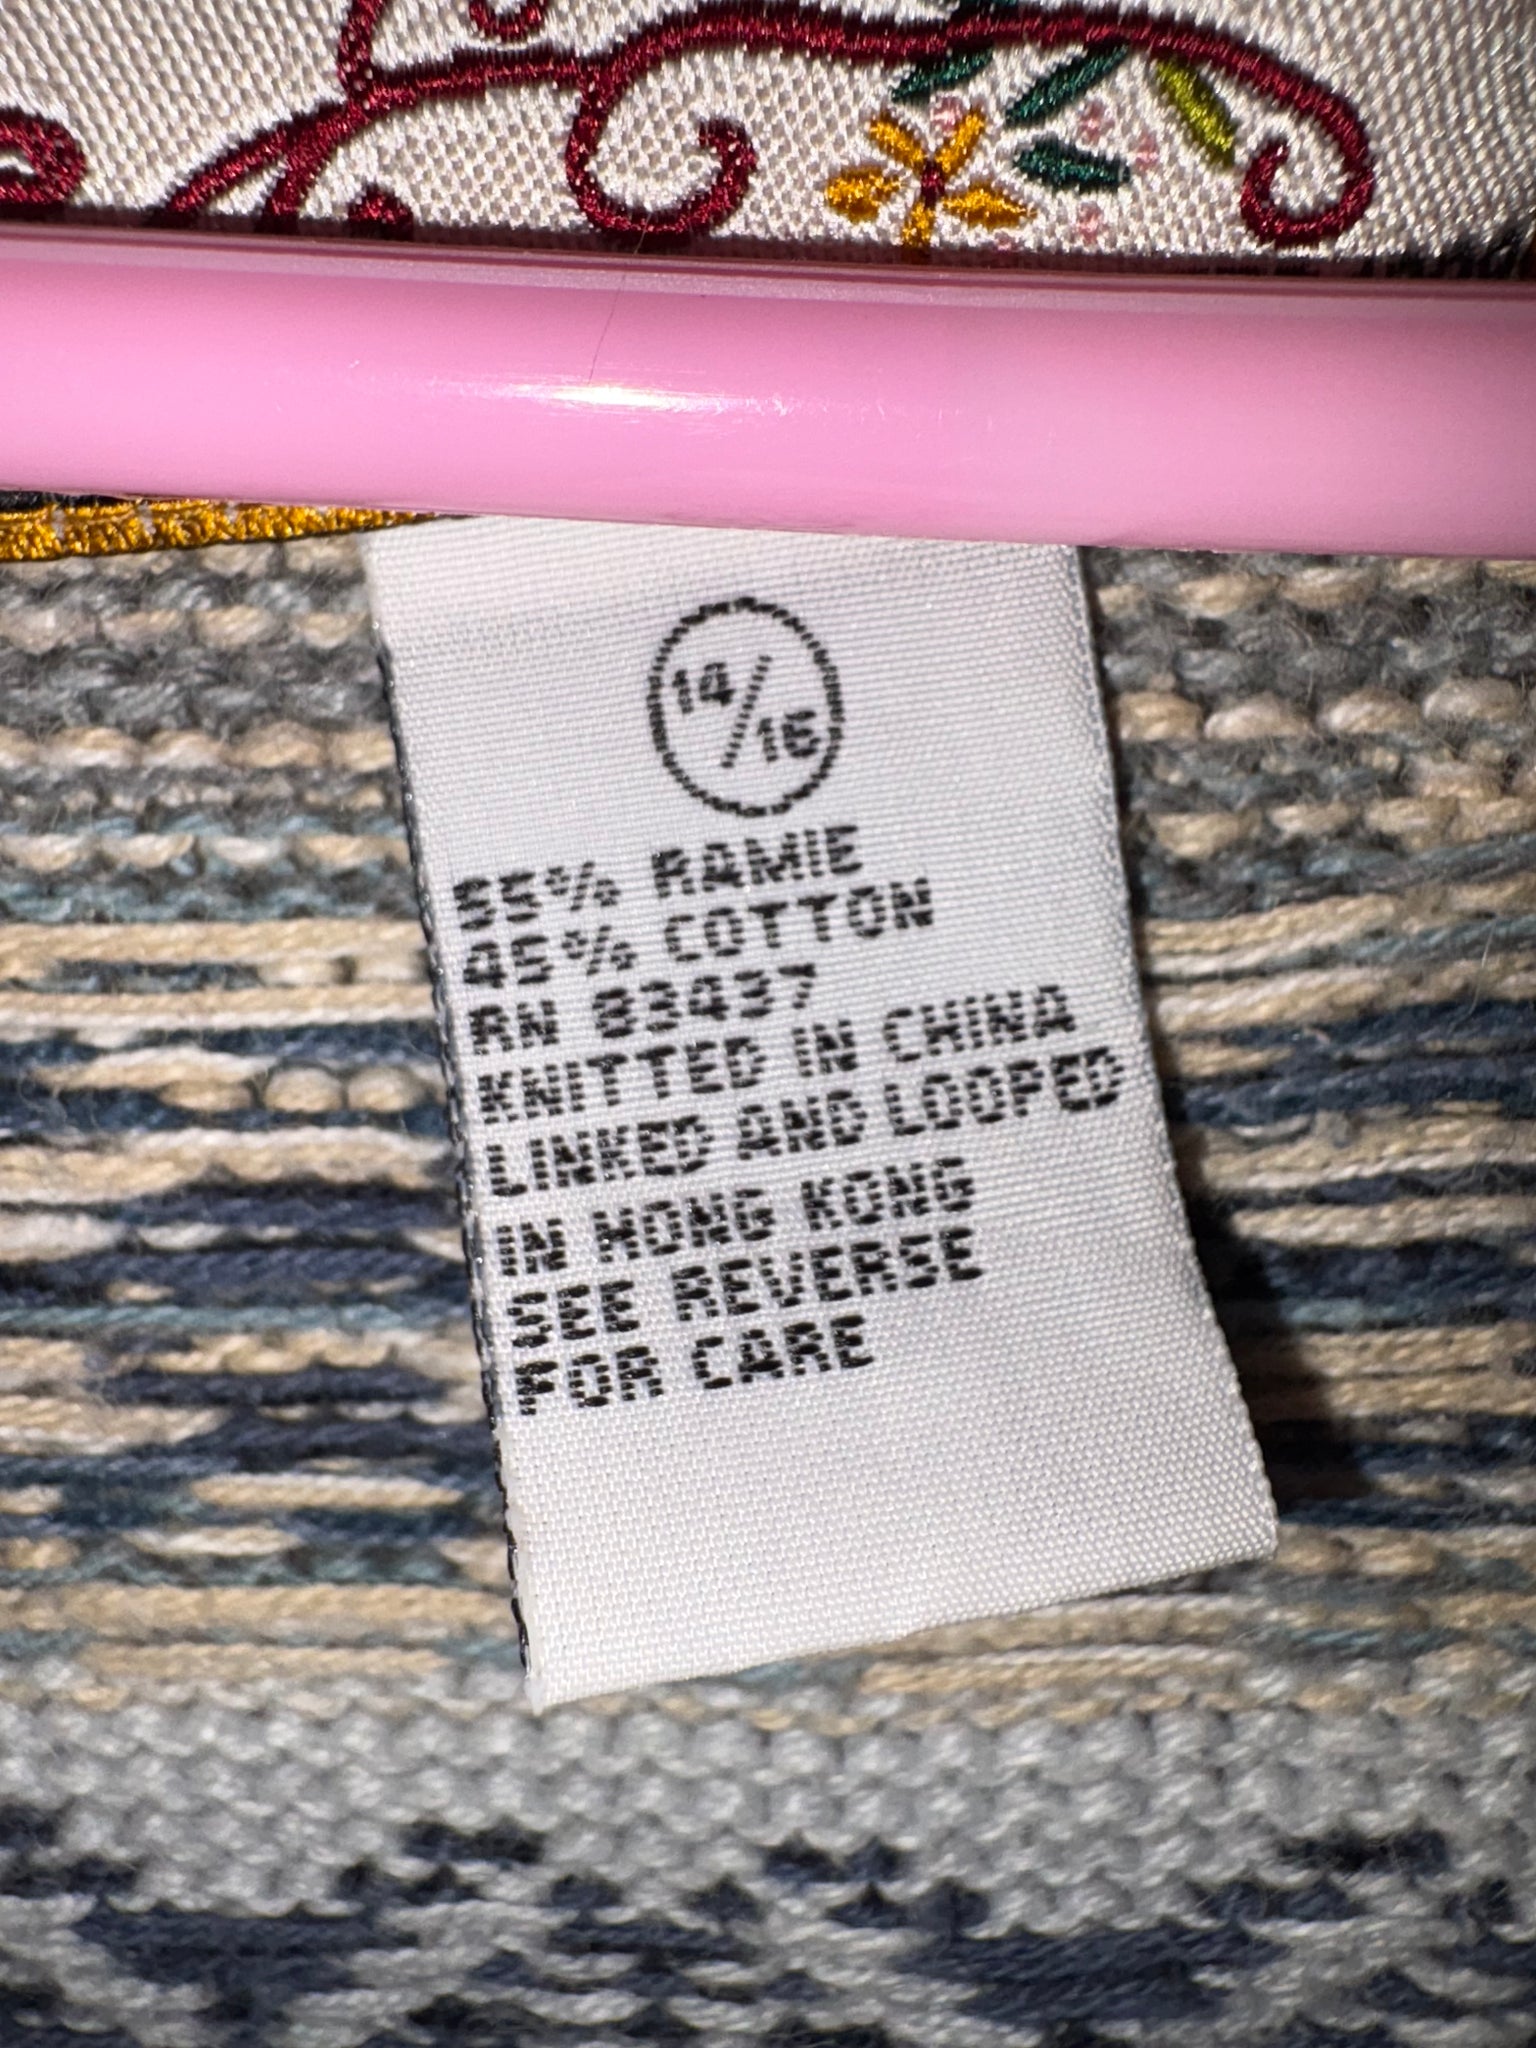 14/16
55% RAMIE
45% COTTON
RN 83437
KNITTED IN CHINA
LINKED AND LOOPED
IN HONG KONG
SEE REVERSE
FOR CARE